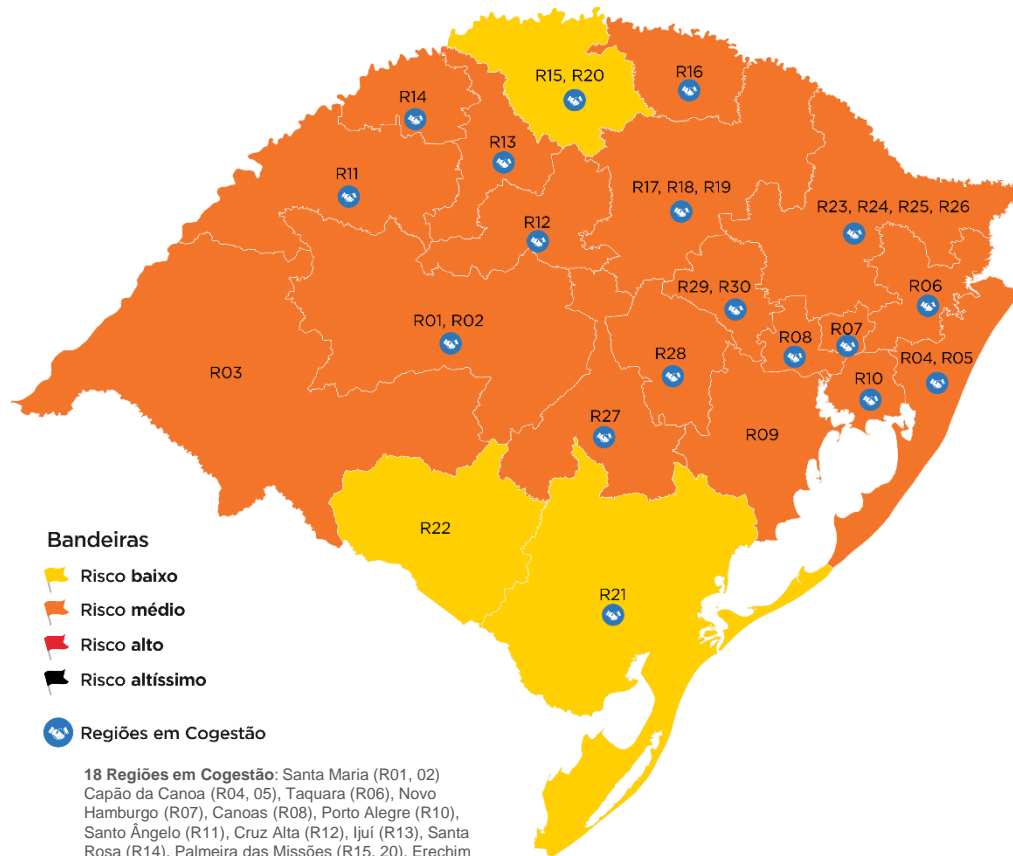 R15, R20
R16
R14
R13
R11
R17, R18, R19
R23, R24, R25, R26
R12
R29, R30
R06
R01, R02
R08
R07
R03
R28
R04, R05
R10
R27
R09
R22
R21
Bandeiras
Risco baixo
Risco médio
Risco alto
Risco altíssimo
Regiões em Cogestão
18 Regiões em Cogestão: Santa Maria (R01, 02)
Capão da Canoa (R04, 05), Taquara (R06), Novo
Hamburgo (R07), Canoas (R08), Porto Alegre (R10),
Santo Ângelo (R11), Cruz Alta (R12), Ijuí (R13), Santa
Rosa (R14), Palmeira das Missões (R15, 20), Erechim